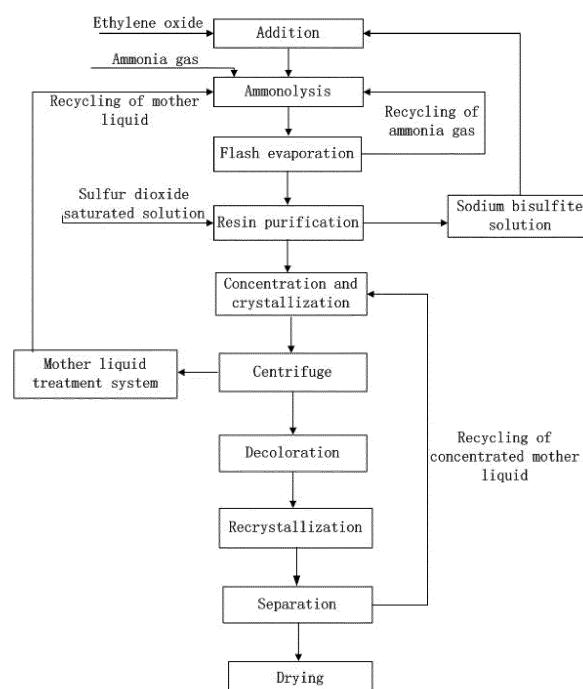 Ethylene oxide
Addition
Ammonia gas
Recycling of mother
liquid
Ammonolysis
Recycling of
ammonia gas
Flash evaporation
Sulfur dioxide
saturated solution
Resin purification
Sodium bisulfite
solution
Concentration and
crystallization
Mother liquid
treatment system
Centrifuge
Decoloration
Recycling of
concentrated mother
liquid
Recrystallization
Separation
Drying